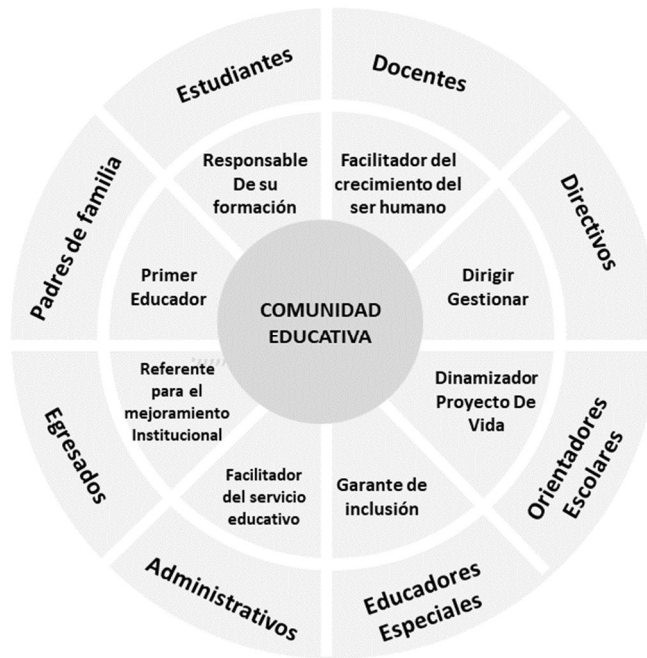 Estudiantes
Docentes
Directivos
Orientadores
Escolares
Educadores
Especiales
Administrativos
Egresados
Padres de familia
Responsable
De su
formación
Facilitador del
crecimiento del
ser humano
Dirigir
Gestionar
Dinamizador
Proyecto De
Vida
Garante de
inclusión
Facilitador
del servicio
educativo
Referente
para el
mejoramiento
Institucional
Primer
Educador
COMUNIDAD
EDUCATIVA